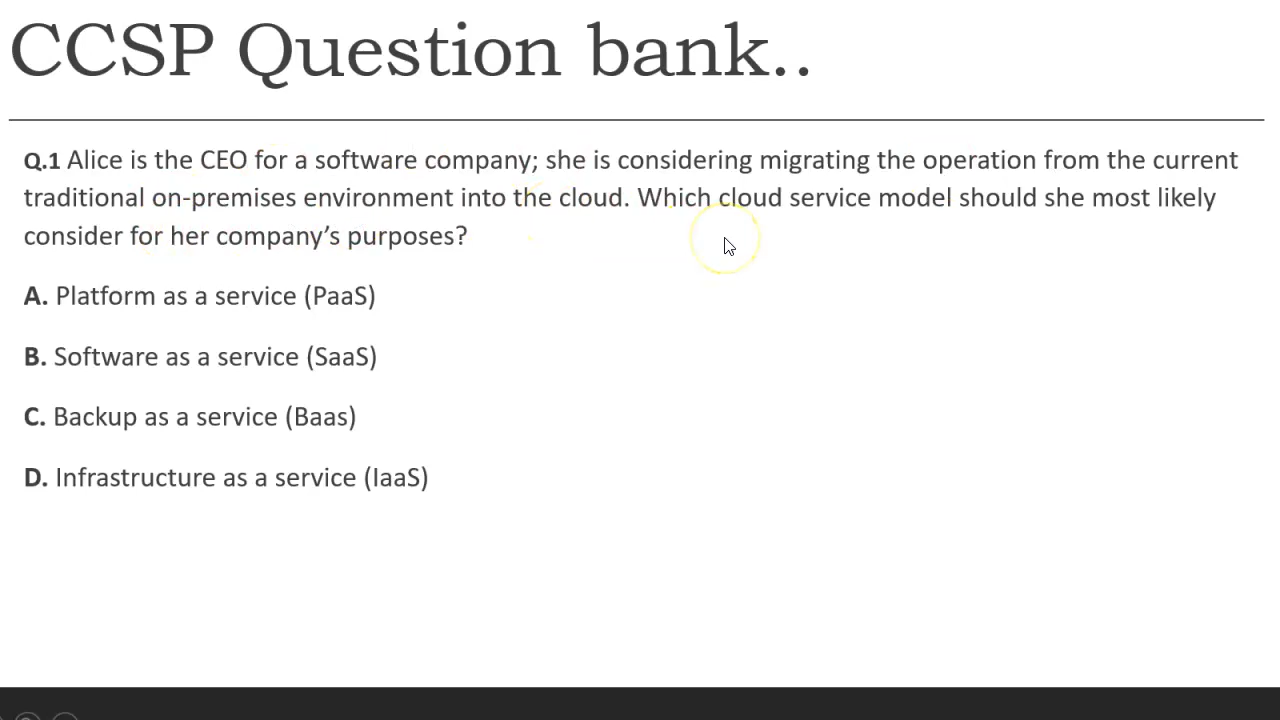 CCSP Question bank..
Q.1 Alice is the CEO for a software company; she is considering migrating the operation from the current
traditional on-premises environment into the cloud. Which cloud service model should she most likely
consider for her company’s purposes?
A. Platform as a service (PaaS)
B. Software as a service (SaaS)
C. Backup as a service (Baas)
D. Infrastructure as a service (IaaS)